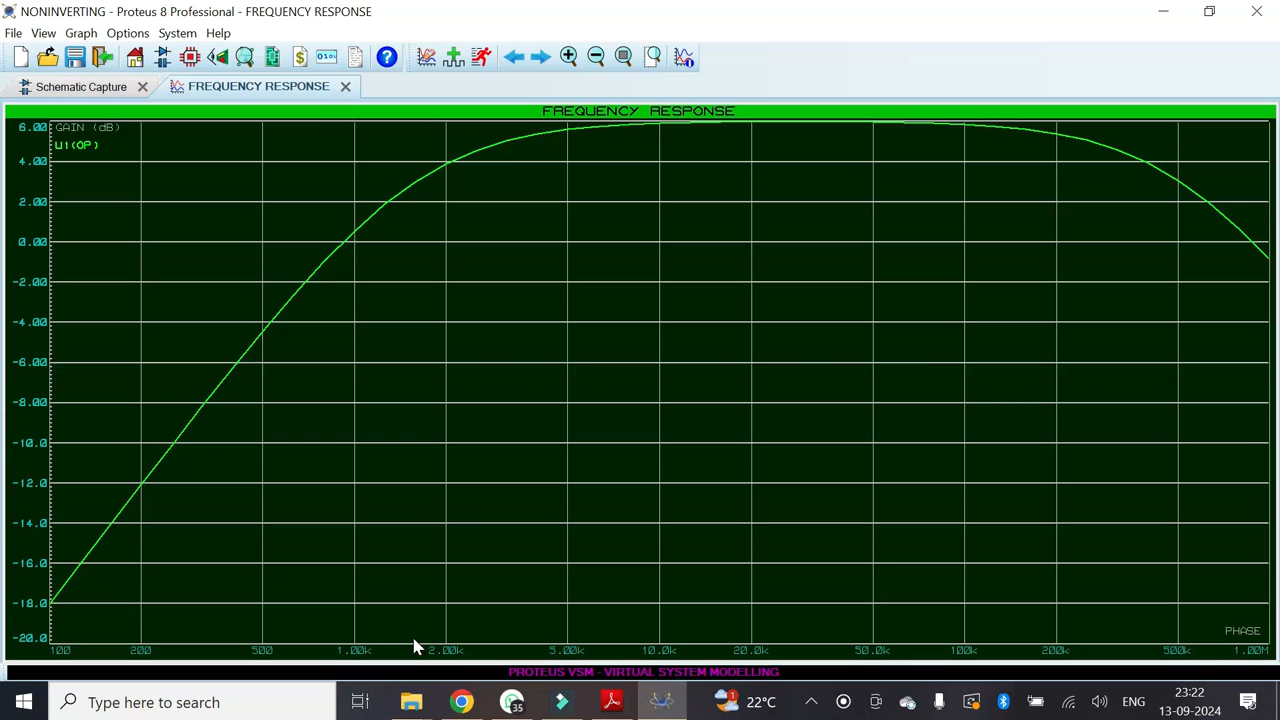 NONINVERTING - Proteus 8 Professional - FREQUENCY RESPONSE
File View Graph Options System Help
Schematic Capture FREQUENCY RESPONSE
FREQUENCY RESPONSE
6.00 GAIN (dB)
U1(OP)
4.00
2.00
0.00
-2.00
-4.00
-6.00
-8.00
-10.0
-12.0
-14.0
-16.0
-18.0
-20.0 PHASE
100 200 500 1.00k 2.00k 5.00k 10.0k 20.0k 50.0k 100k 200k 500k 1.00M
PROTEUS VSM - VIRTUAL SYSTEM MODELLING
Type here to search 35 1 22°C ENG 23:22
13-09-2024